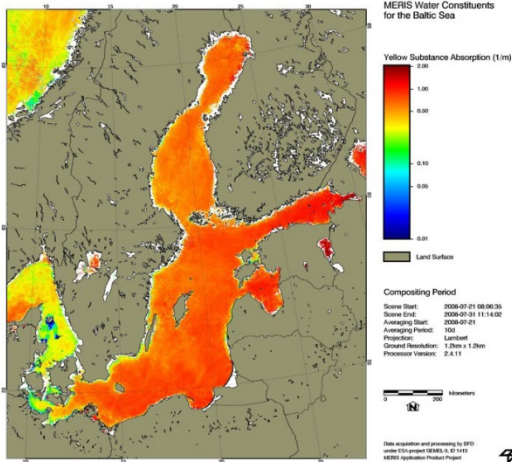 MERIS Water Constituents
for the Baltic Sea
Yellow Substance Absorption (1/m)
2.00
1.00
0.50
0.10
0.05
0.01
Land Surface
Compositing Period
Scene Start: 2008-07-21 08:06:35
Scene End: 2008-07-31 11:14:02
Averaging Start: 2008-07-21
Averaging Period: 10d
Projection: Lambert
Ground Resolution: 1.2km x 1.2km
Processor Version: 2.4.11
0 200 kilometers
N
Data acquisition and processing by DFD
MERIS Application Product Project